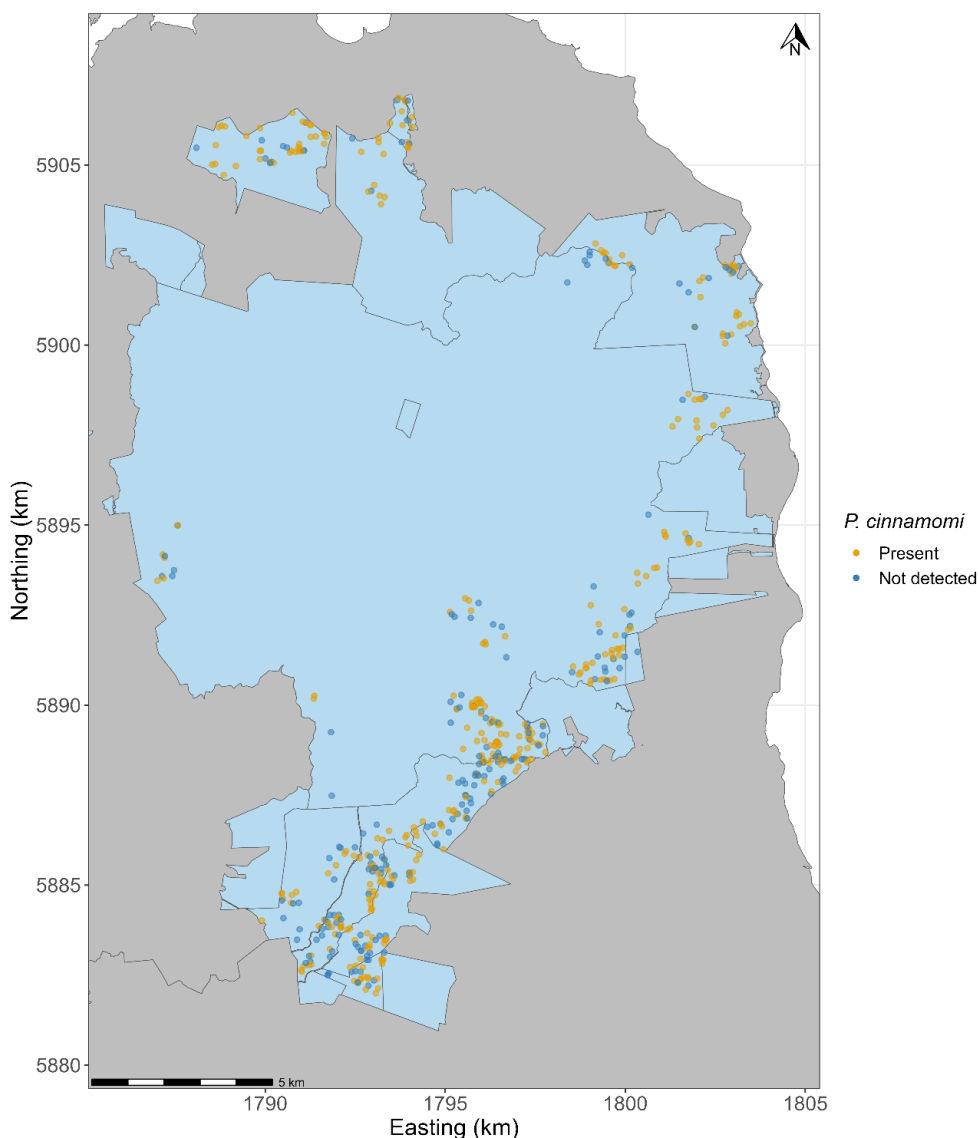 N
5905
5900
5895
5890
5885
5880
Northing (km)
P. cinnamomi
Present
Not detected
5 km
1790
1795
1800
1805
Easting (km)